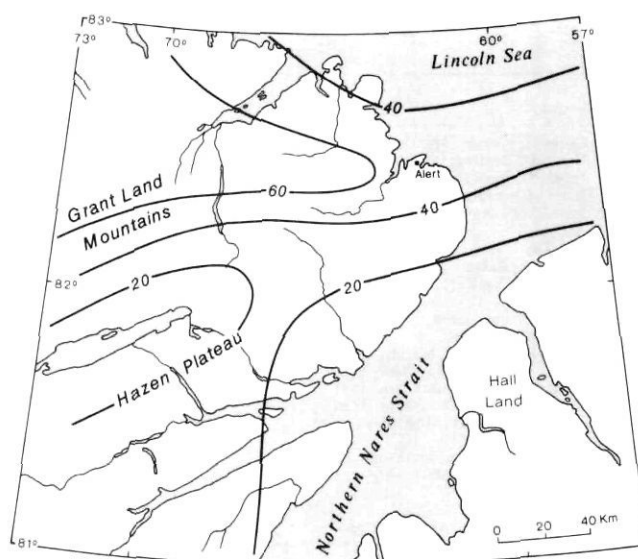 83°
73°
70°
60°
57°
Lincoln Sea
40
Alert
60
Grant Land
Mountains
40
20
20
82°
Hazen Plateau
Hall
Land
Northern Nares Strait
81°
0 20 40 Km